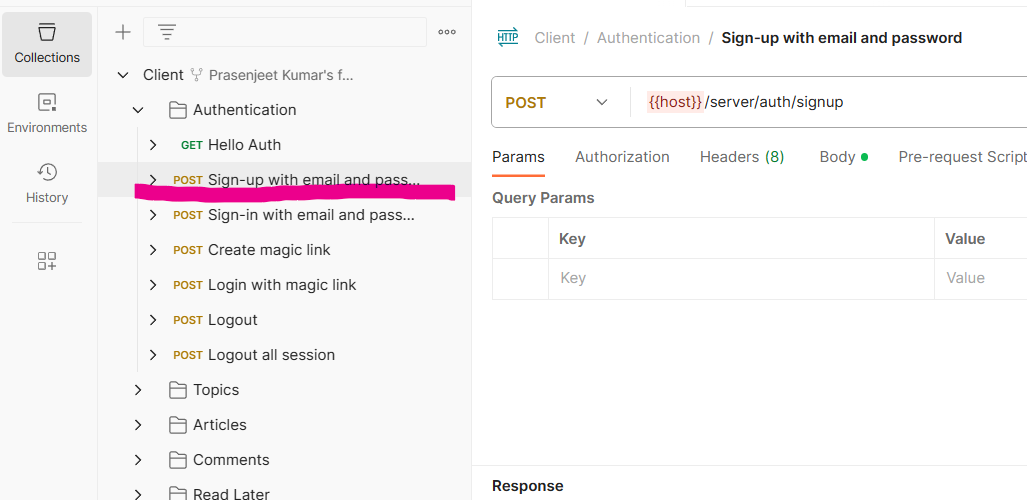 Collections
Environments
History
Client Prasenjeet Kumar's f...
Authentication
GET Hello Auth
POST Sign-up with email and pass...
POST Sign-in with email and pass...
POST Create magic link
POST Login with magic link
POST Logout
POST Logout all session
Topics
Articles
Comments
Read Later
HTTP Client / Authentication / Sign-up with email and password
POST {{host}}/server/auth/signup
Params Authorization Headers (8) Body Pre-request Script
Query Params
Key Value
Key Value
Response